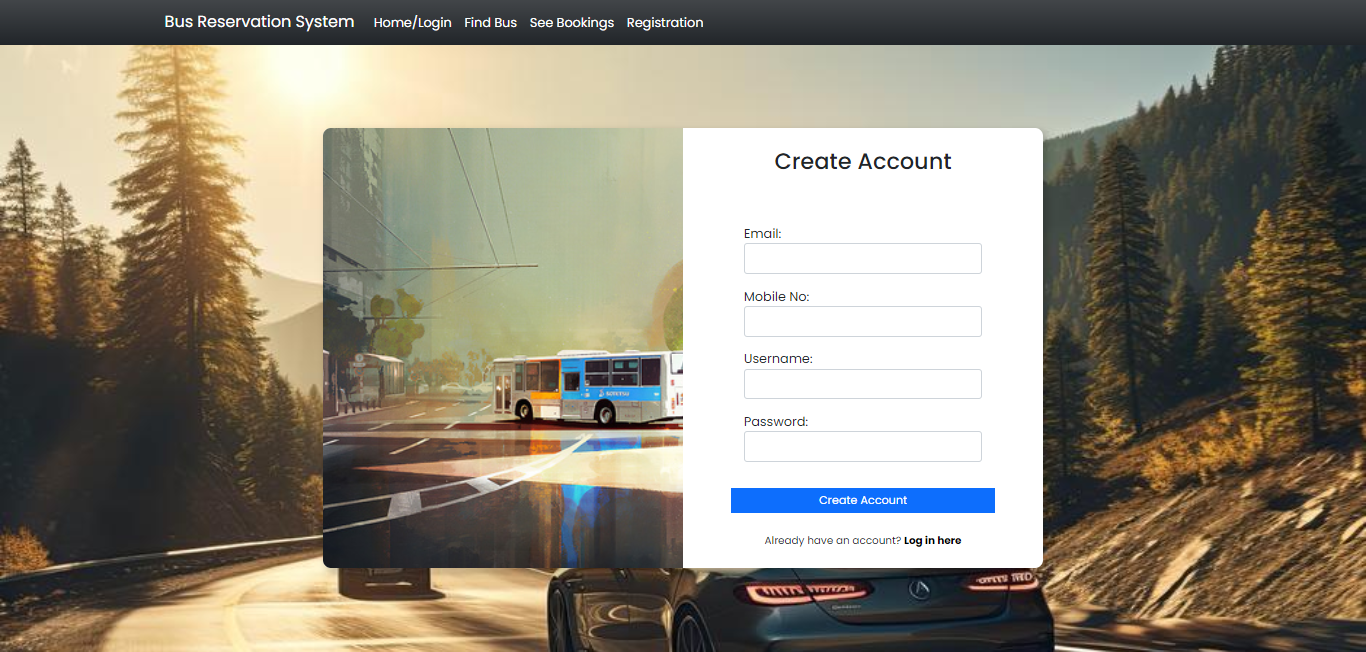 Bus Reservation System Home/Login Find Bus See Bookings Registration
Create Account
Email:
Mobile No:
Username:
Password:
Create Account
Already have an account? Log in here